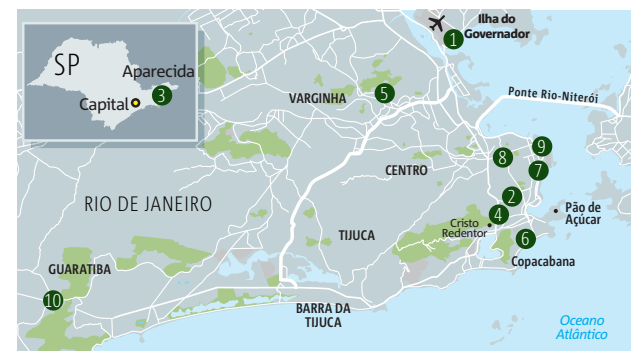 SP
Aparecida
Capital
3
1
Ilha do
Governador
VARGINHA
5
Ponte Rio-Niterói
CENTRO
8
9
7
RIO DE JANEIRO
2
4
Cristo
Redentor
Pão de
Açúcar
TIJUCA
6
Copacabana
GUARATIBA
10
BARRA DA
TIJUCA
Oceano
Atlântico